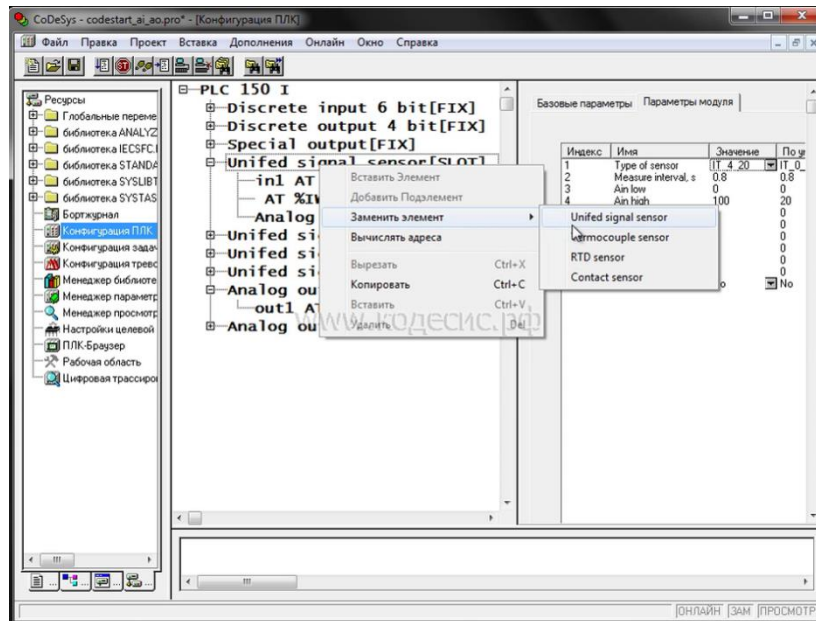 CoDeSys - codestart_ai_ao.pro* - [Конфигурация ПЛК]
Файл Правка Проект Вставка Дополнения Онлайн Окно Справка
Ресурсы
Глобальные переме
библиотека ANALYZ
библиотека IECSFC.l
библиотека STANDA
библиотека SYSLIBT
библиотека SYSTAS
Бортжурнал
Конфигурация ПЛК
Конфигурация задач
Конфигурация тревс
Менеджер библиоте
Менеджер параметр
Менеджер просмотр
Настройки целевой
ПЛК-Браузер
Рабочая область
Цифровая трассиров
PLC 150 I
Discrete input 6 bit[FIX]
Discrete output 4 bit[FIX]
Special output[FIX]
Unifed signal sensor[SLOT]
in1 AT
AT %IW
Analog
Unifed si
Unifed si
Unifed si
Analog ou
out1 AT
Analog ou
Вставить Элемент
Добавить Подэлемент
Заменить элемент
Вычислять адреса
Вырезать Ctrl+X
Копировать Ctrl+C
Вставить Ctrl+V
Удалить Del
Unifed signal sensor
Termocouple sensor
RTD sensor
Contact sensor
www.кодесис.рф
Базовые параметры Параметры модуля
Индекс Имя Значение По у
1 Type of sensor IT_4_20 IT_0_
2 Measure interval, s 0.8 0.8
3 Ain low 0 0
4 Ain high 100 20
0
0
0
0
No
ОНЛАЙН ЗАМ ПРОСМОТР